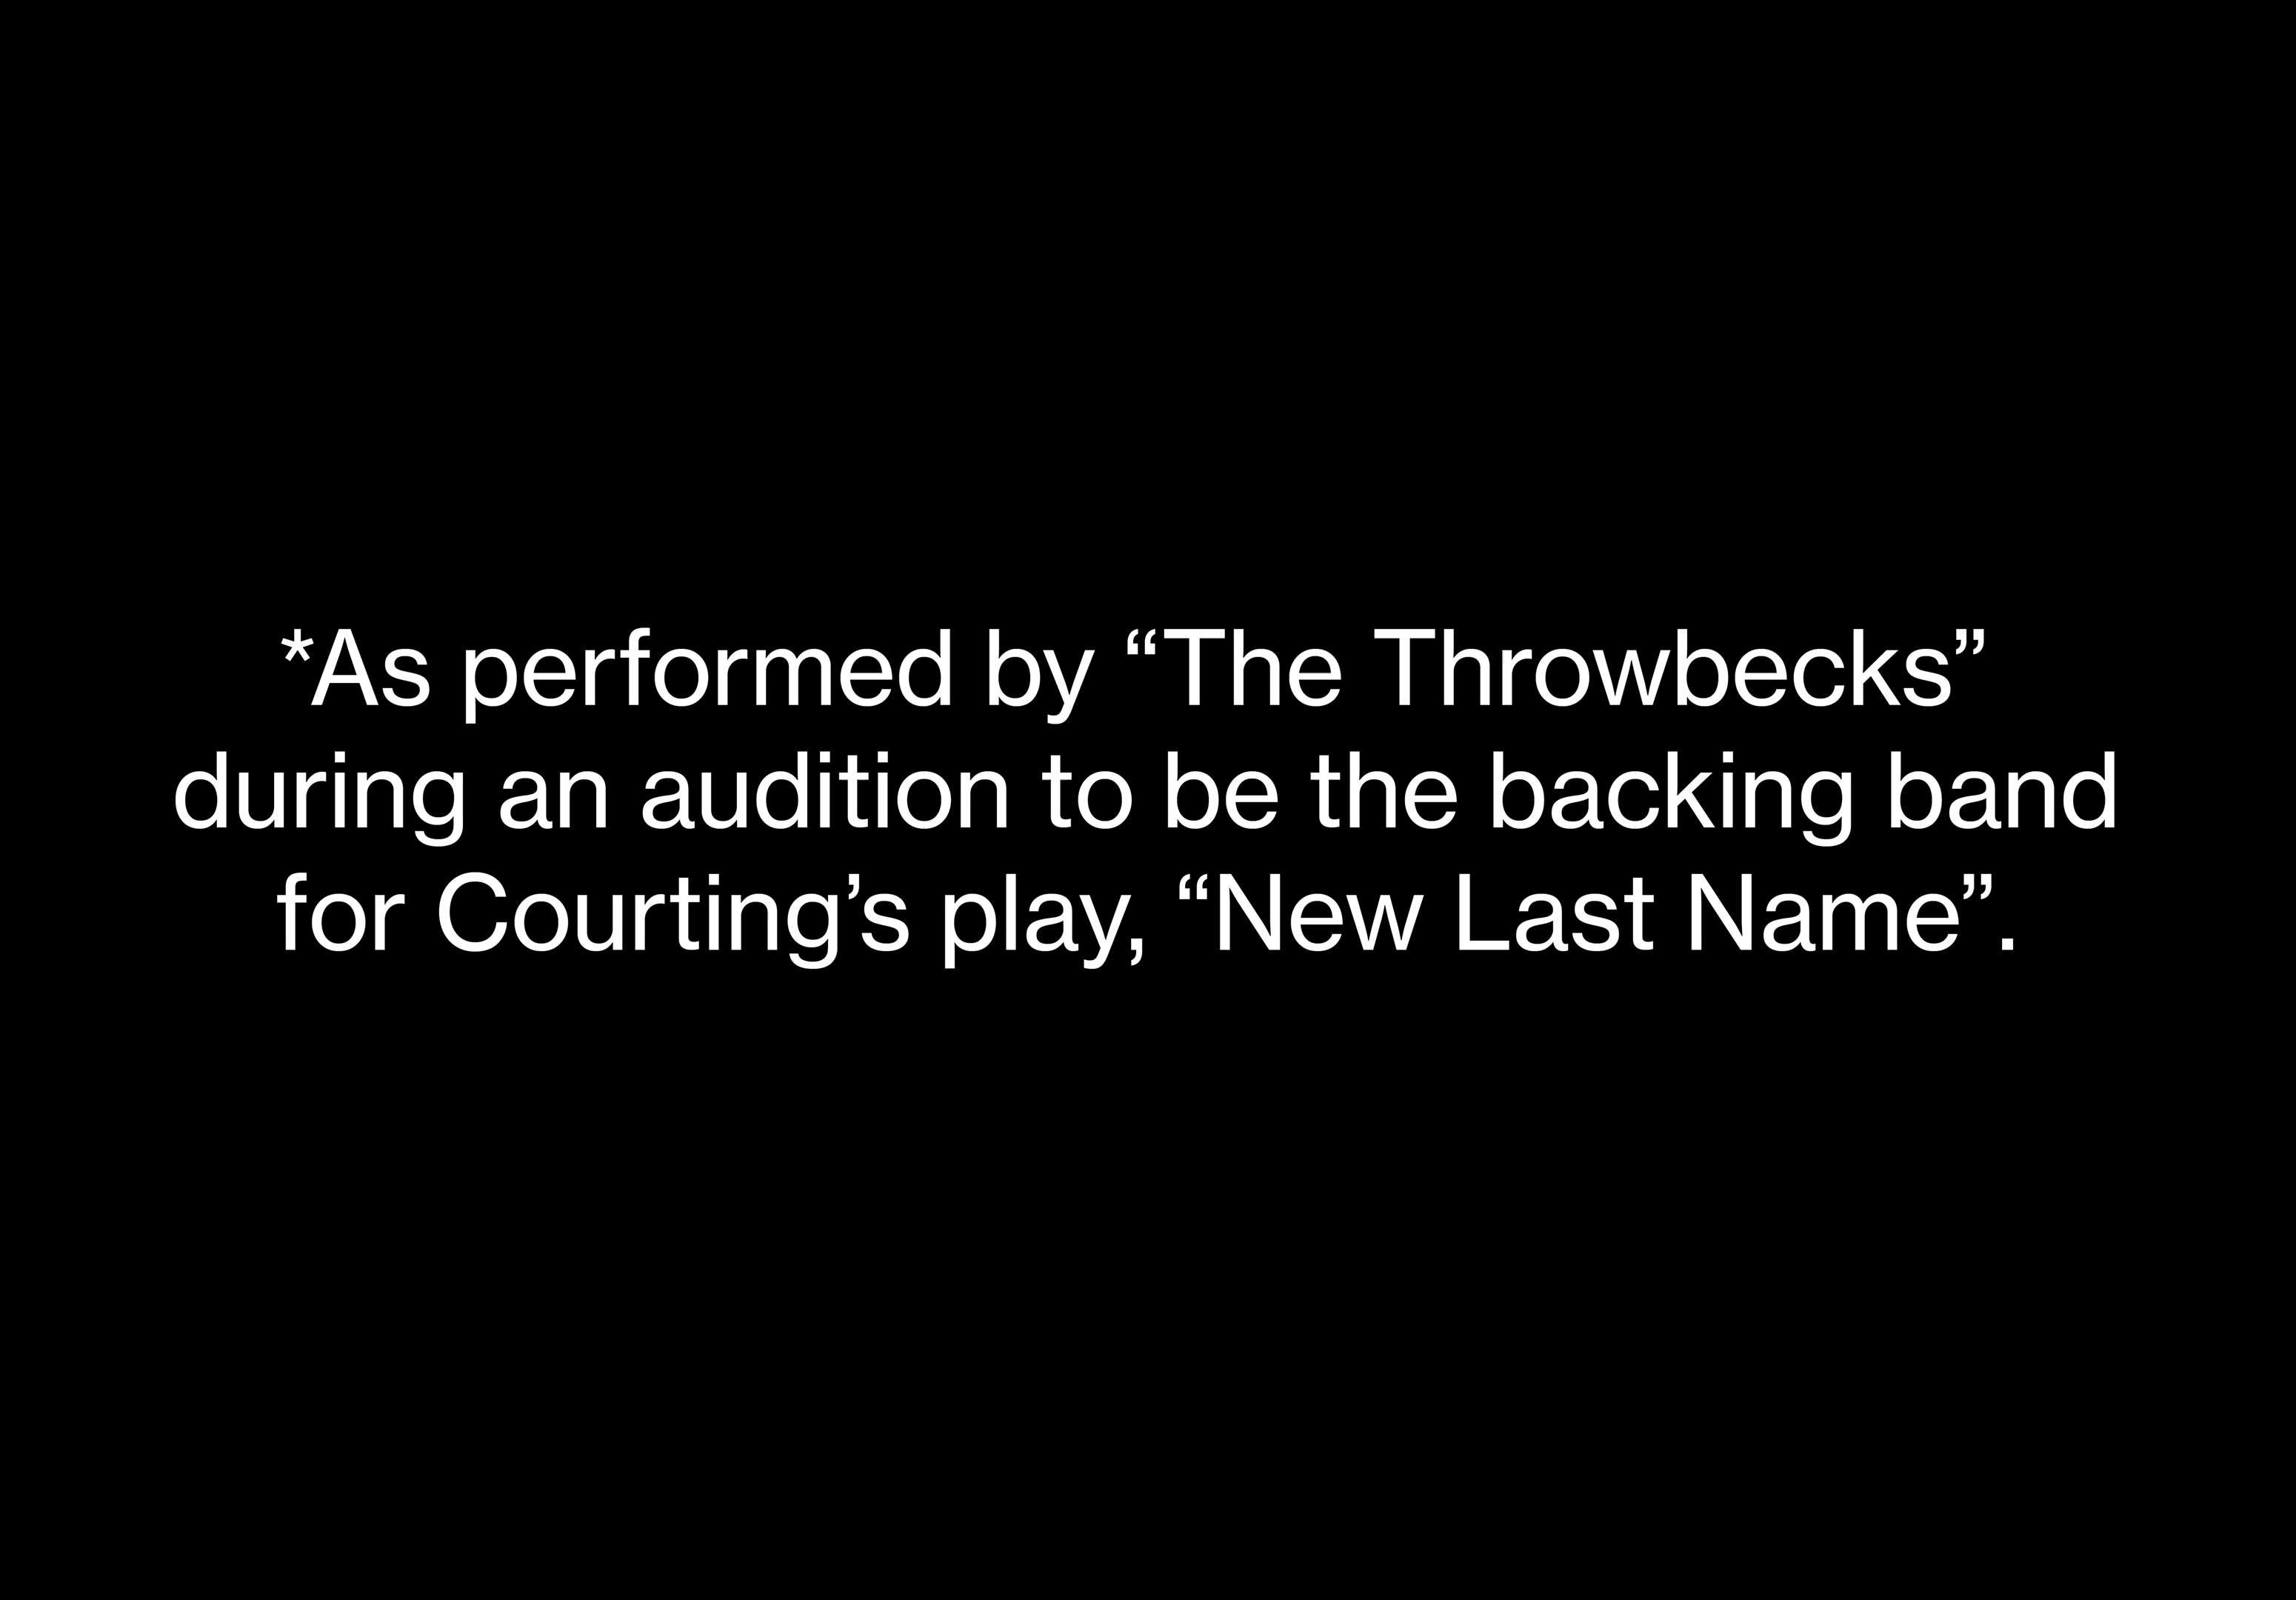 *As performed by “The Throwbecks”
during an audition to be the backing band
for Courting’s play, “New Last Name”.